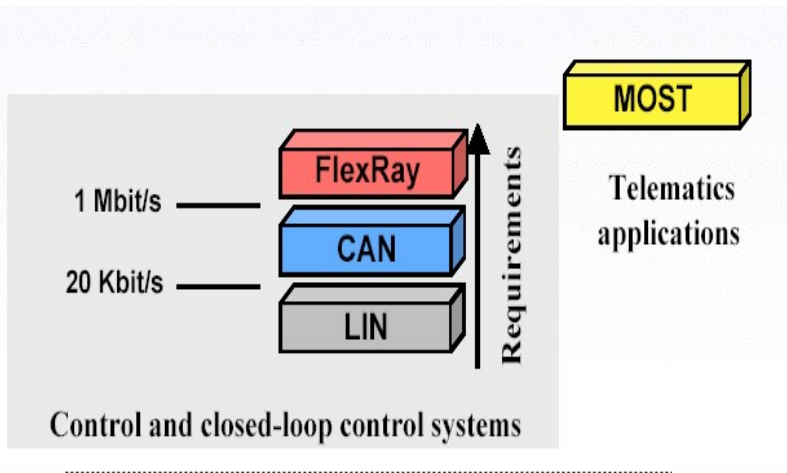 MOST
FlexRay
1 Mbit/s
CAN
20 Kbit/s
LIN
Requirements
Telematics
applications
Control and closed-loop control systems